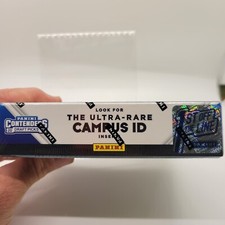 PANINI
CONTENDERS
DRAFT PICKS
LOOK FOR
THE ULTRA-RARE
CAMPUS ID
INSERT
PANINI